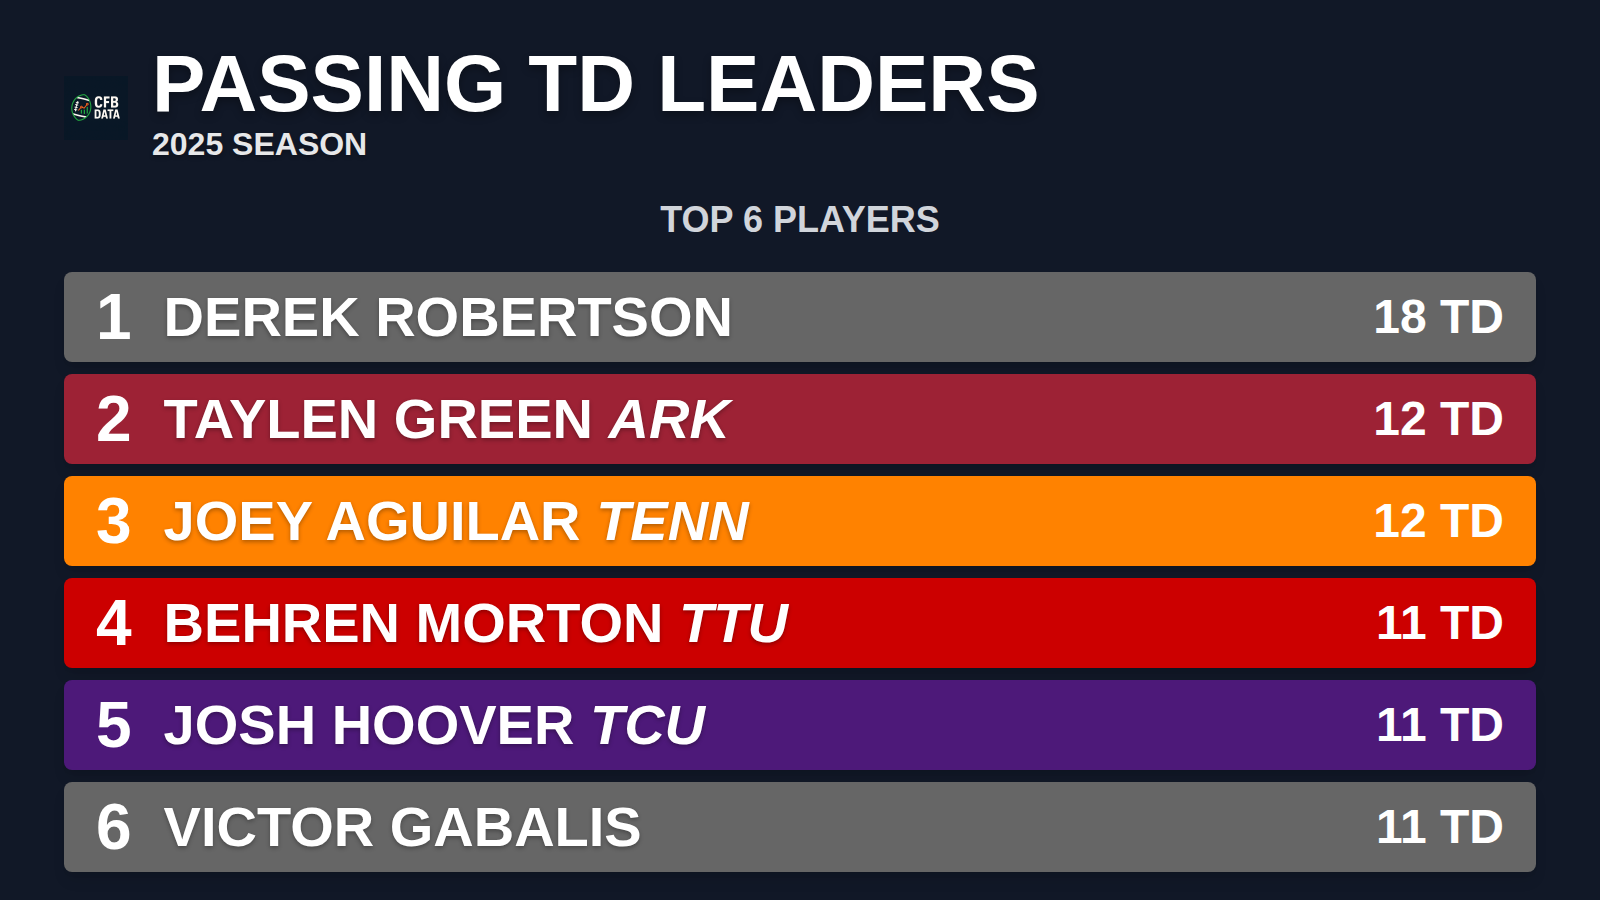 CFB
DATA
PASSING TD LEADERS
2025 SEASON
TOP 6 PLAYERS
1 DEREK ROBERTSON 18 TD
2 TAYLEN GREEN ARK 12 TD
3 JOEY AGUILAR TENN 12 TD
4 BEHREN MORTON TTU 11 TD
5 JOSH HOOVER TCU 11 TD
6 VICTOR GABALIS 11 TD